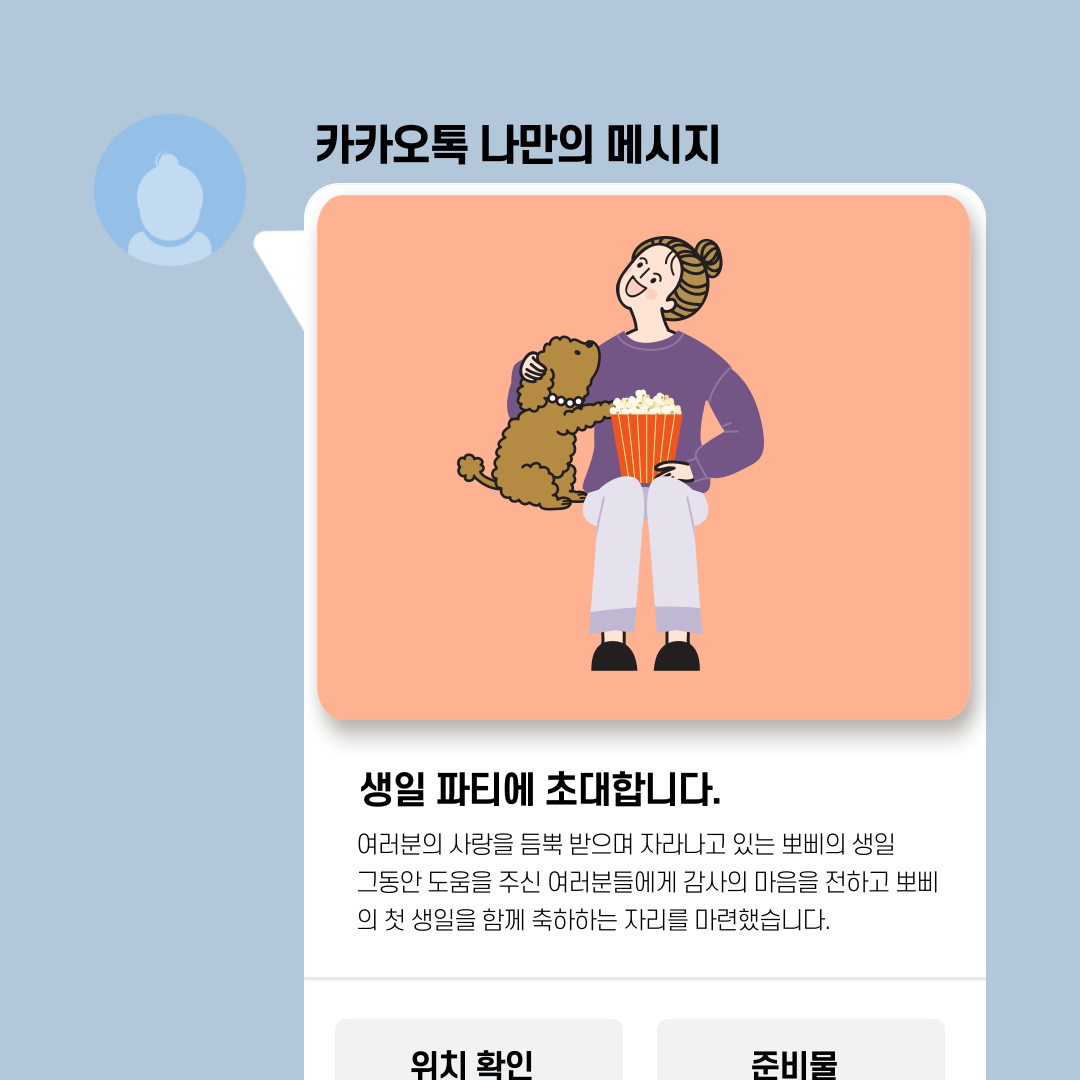 카카오톡 나만의 메시지
생일 파티에 초대합니다.
여러분의 사랑을 듬뿍 받으며 자라나고 있는 뽀삐의 생일
그동안 도움을 주신 여러분들에게 감사의 마음을 전하고 뽀삐
의 첫 생일을 함께 축하하는 자리를 마련했습니다.
위치 확인
준비물